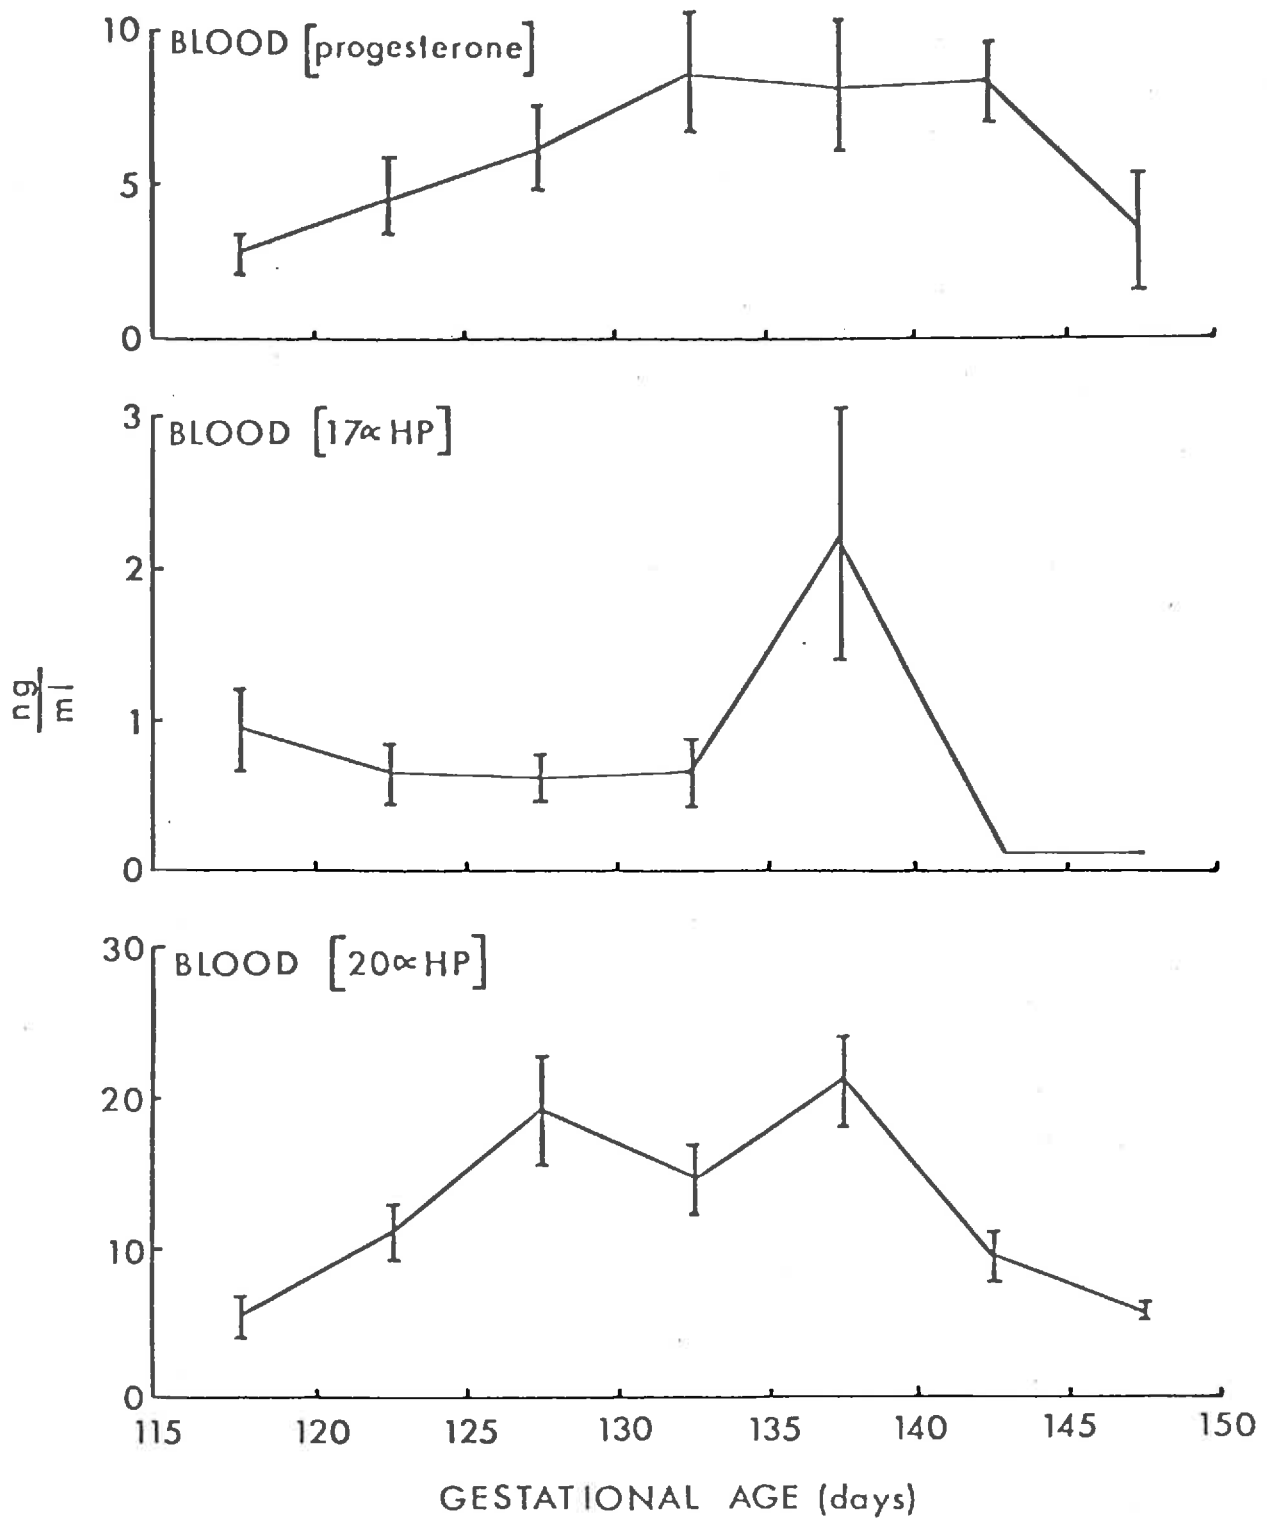 10
BLOOD [progesterone]
5
0
3
BLOOD [17∝ HP]
2
1
0
ng/ml
30
BLOOD [20∝ HP]
20
10
0
115 120 125 130 135 140 145 150
GESTATIONAL AGE (days)